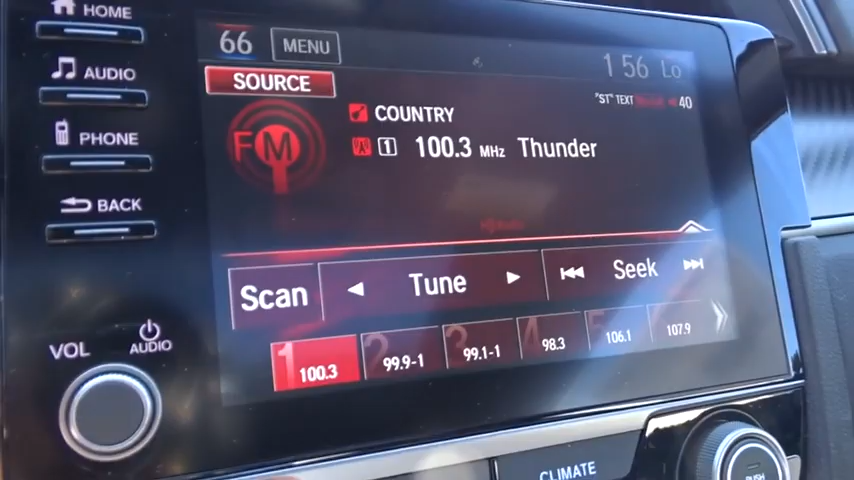 HOME
66 MENU 1 56 Lo
AUDIO
SOURCE
"ST" TEXT 40
COUNTRY
FM
1 100.3 MHz Thunder
PHONE
BACK
Scan Tune Seek
VOL AUDIO
1 100.3 2 99.9-1 3 99.1-1 4 98.3 5 106.1 107.9
CLIMATE
PUSH